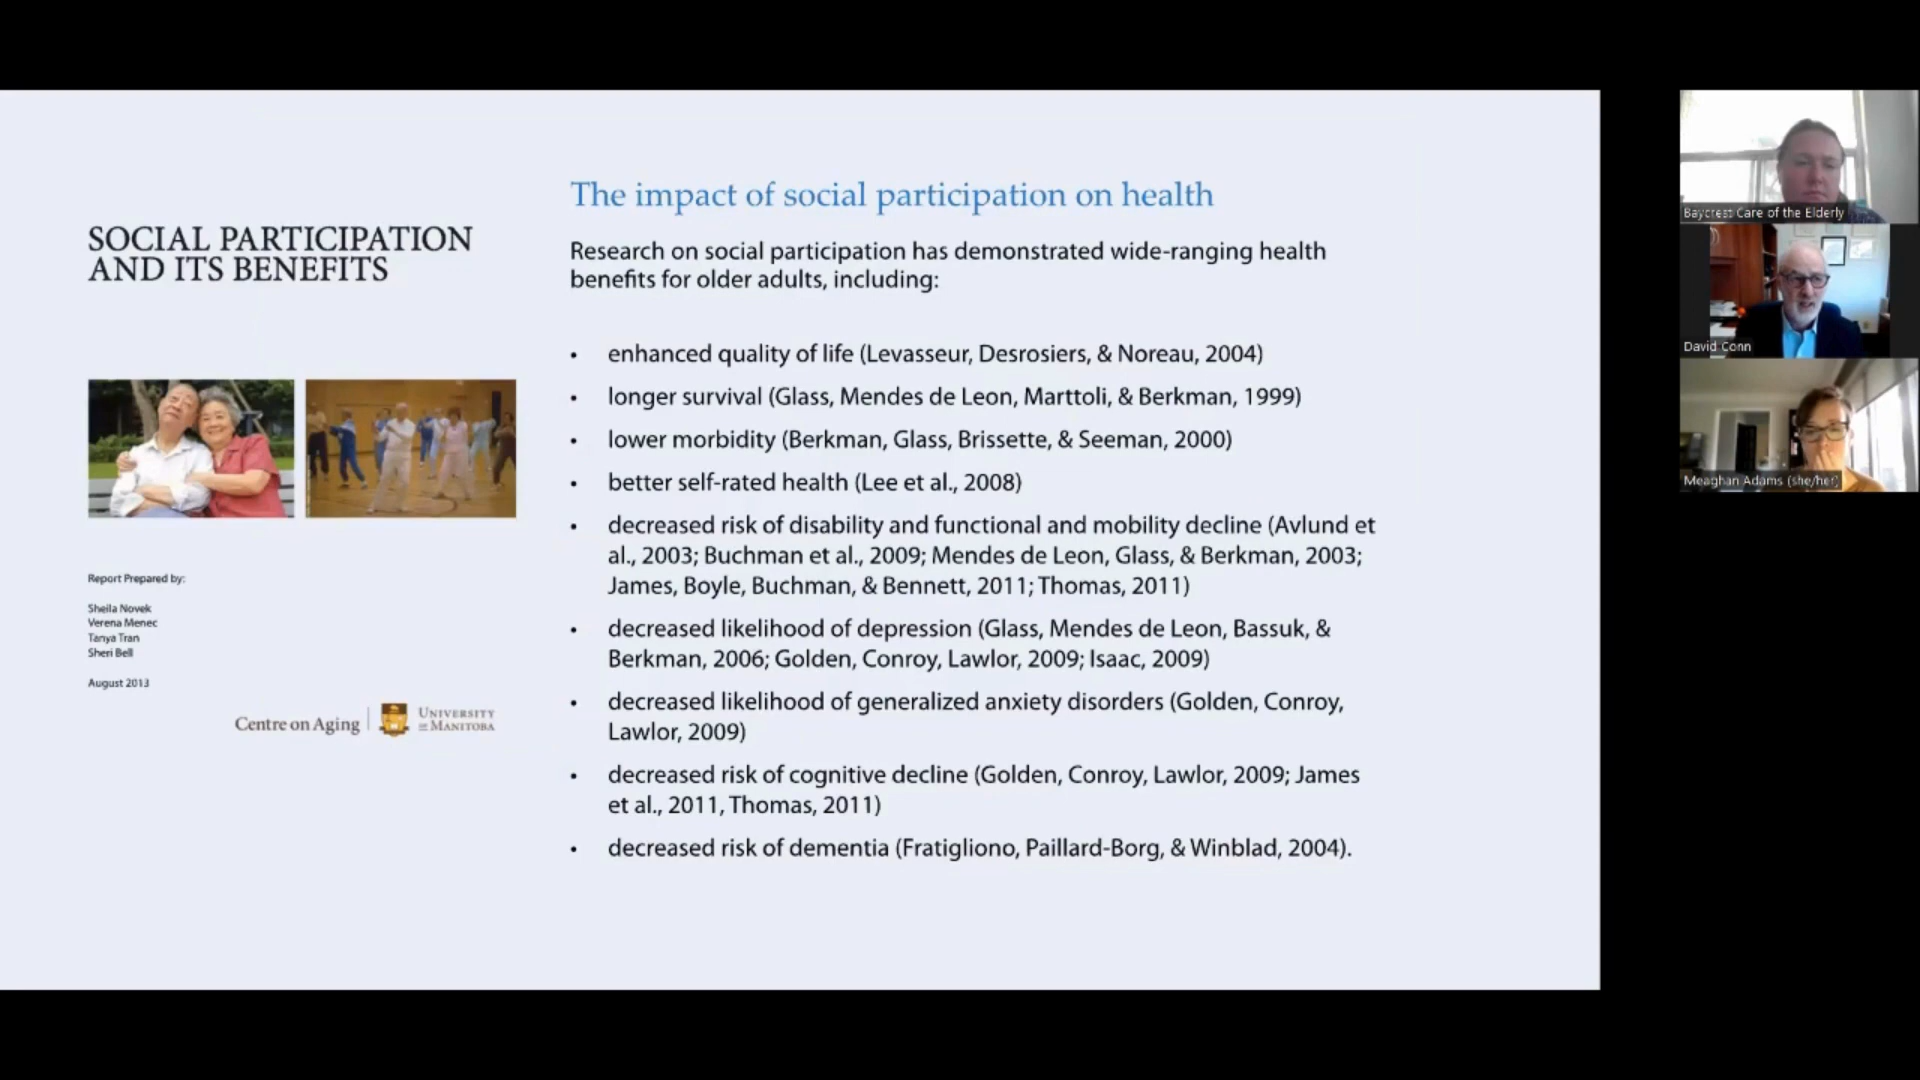 SOCIAL PARTICIPATION
AND ITS BENEFITS
Report Prepared by:
Sheila Novek
Verena Menec
Tanya Tran
Sheri Bell
August 2013
Centre on Aging
UNIVERSITY
OF MANITOBA
The impact of social participation on health
Research on social participation has demonstrated wide-ranging health
benefits for older adults, including:
• enhanced quality of life (Levasseur, Desrosiers, & Noreau, 2004)
• longer survival (Glass, Mendes de Leon, Marttoli, & Berkman, 1999)
• lower morbidity (Berkman, Glass, Brissette, & Seeman, 2000)
• better self-rated health (Lee et al., 2008)
• decreased risk of disability and functional and mobility decline (Avlund et
al., 2003; Buchman et al., 2009; Mendes de Leon, Glass, & Berkman, 2003;
James, Boyle, Buchman, & Bennett, 2011; Thomas, 2011)
• decreased likelihood of depression (Glass, Mendes de Leon, Bassuk, &
Berkman, 2006; Golden, Conroy, Lawlor, 2009; Isaac, 2009)
• decreased likelihood of generalized anxiety disorders (Golden, Conroy,
Lawlor, 2009)
• decreased risk of cognitive decline (Golden, Conroy, Lawlor, 2009; James
et al., 2011, Thomas, 2011)
• decreased risk of dementia (Fratigliono, Paillard-Borg, & Winblad, 2004).
Baycrest Care of the Elderly
David Conn
Meaghan Adams (she/her)